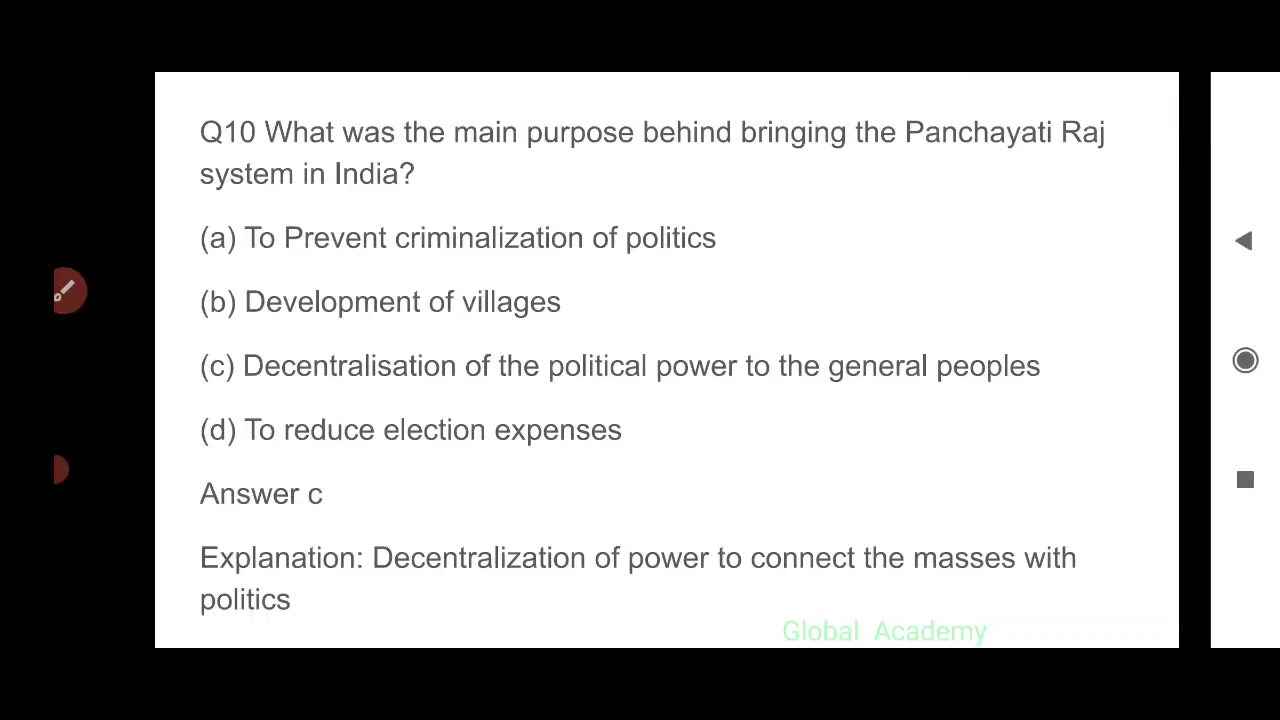 Q10 What was the main purpose behind bringing the Panchayati Raj
system in India?
(a) To Prevent criminalization of politics
(b) Development of villages
(c) Decentralisation of the political power to the general peoples
(d) To reduce election expenses
Answer c
Explanation: Decentralization of power to connect the masses with
politics
Global Academy